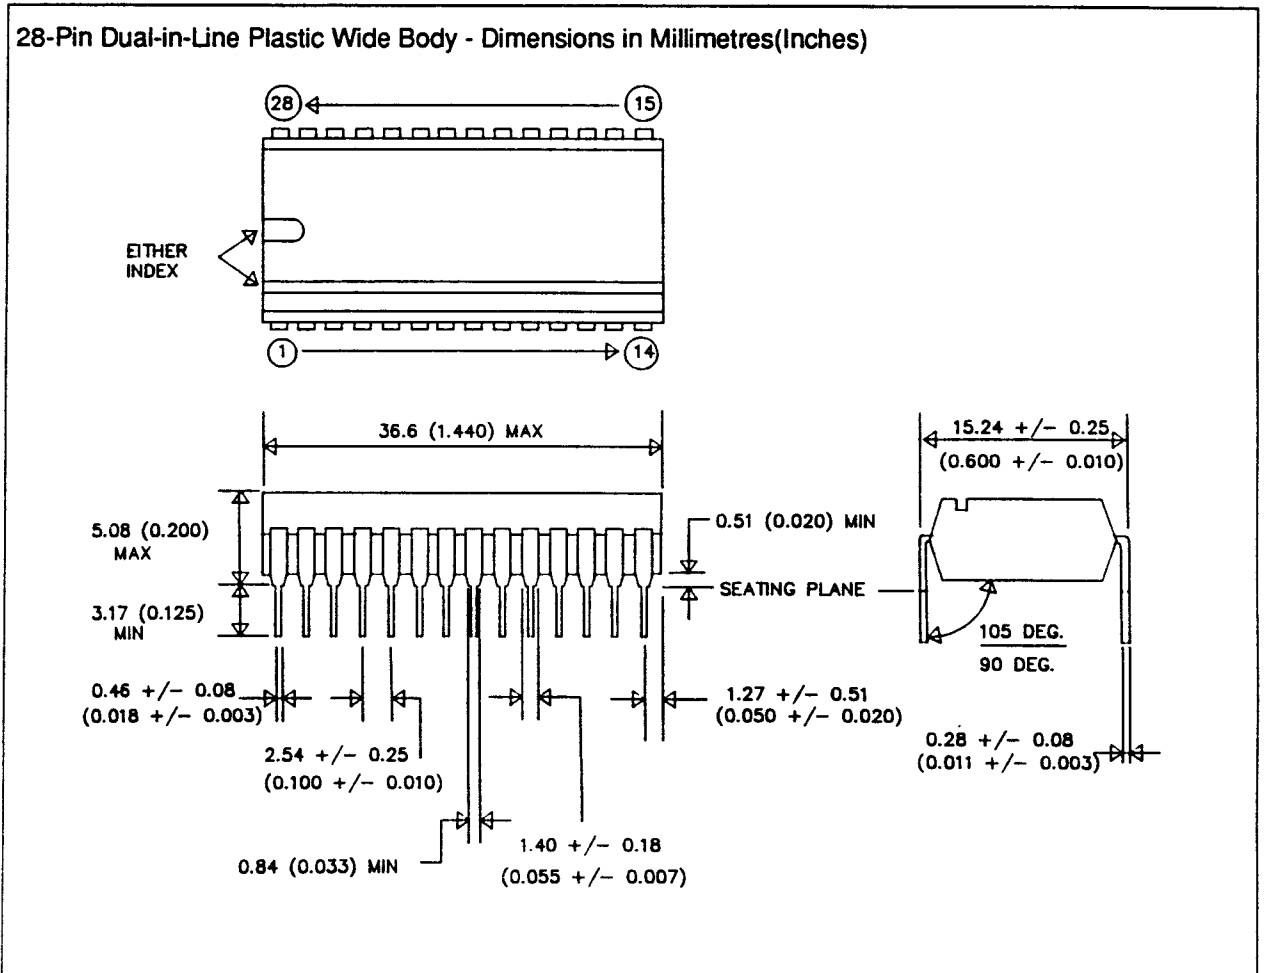 28-Pin Dual-in-Line Plastic Wide Body - Dimensions in Millimetres(Inches)
28
15
EITHER
INDEX
1
14
36.6 (1.440) MAX
15.24 +/- 0.25
(0.600 +/- 0.010)
5.08 (0.200)
MAX
0.51 (0.020) MIN
3.17 (0.125)
MIN
SEATING PLANE
105 DEG.
90 DEG.
0.46 +/- 0.08
(0.018 +/- 0.003)
1.27 +/- 0.51
(0.050 +/- 0.020)
2.54 +/- 0.25
(0.100 +/- 0.010)
0.28 +/- 0.08
(0.011 +/- 0.003)
0.84 (0.033) MIN
1.40 +/- 0.18
(0.055 +/- 0.007)